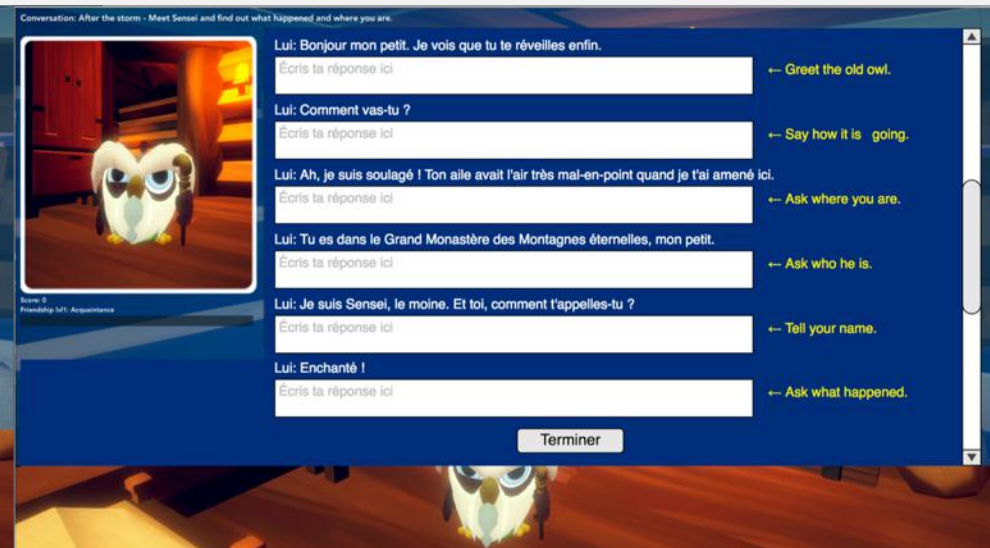 Conversation: After the storm - Meet Sensei and find out what happened and where you are.
Lui: Bonjour mon petit. Je vois que tu te réveilles enfin.
Écris ta réponse ici
← Greet the old owl.
Lui: Comment vas-tu ?
Écris ta réponse ici
← Say how it is going.
Lui: Ah, je suis soulagé ! Ton aile avait l'air très mal-en-point quand je t'ai amené ici.
Écris ta réponse ici
← Ask where you are.
Lui: Tu es dans le Grand Monastère des Montagnes éternelles, mon petit.
Écris ta réponse ici
← Ask who he is.
Score: 0
Friendship lvl1: Acquaintance
Lui: Je suis Sensei, le moine. Et toi, comment t'appelles-tu ?
Écris ta réponse ici
← Tell your name.
Lui: Enchanté !
Écris ta réponse ici
← Ask what happened.
Terminer